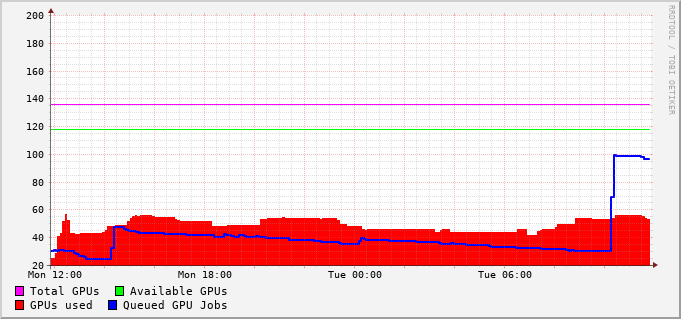 RRDTOOL / TOBI OETIKER
200
180
160
140
120
100
80
60
40
20
Mon 12:00 Mon 18:00 Tue 00:00 Tue 06:00
Total GPUs Available GPUs
GPUs used Queued GPU Jobs